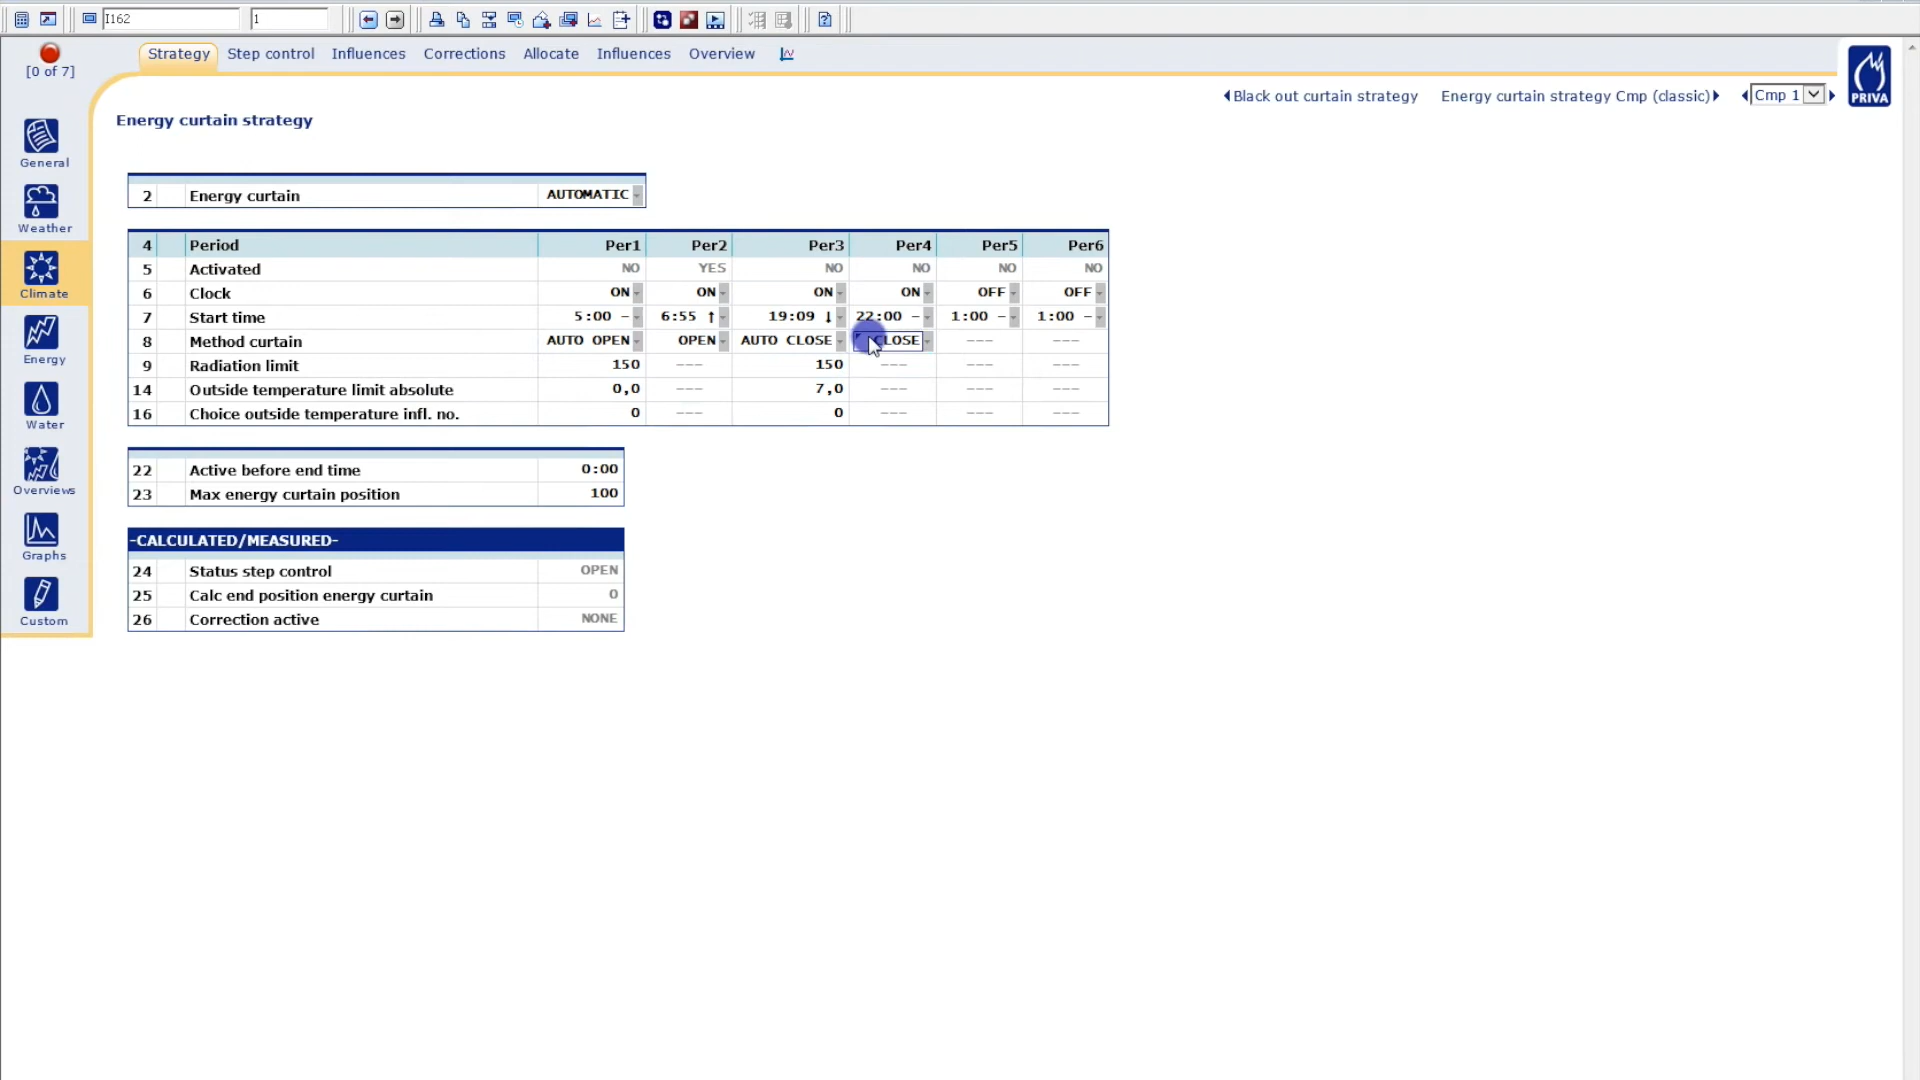 I162 1
[0 of 7]
Strategy Step control Influences Corrections Allocate Influences Overview
PRIVA
Black out curtain strategy Energy curtain strategy Cmp (classic) Cmp 1
Energy curtain strategy
General
Weather
Climate
Energy
Water
Overviews
Graphs
Custom
2 Energy curtain AUTOMATIC
4 Period Per1 Per2 Per3 Per4 Per5 Per6
5 Activated NO YES NO NO NO NO
6 Clock ON ON ON ON OFF OFF
7 Start time 5:00 - 6:55 ↑ 19:09 ↓ 22:00 - 1:00 - 1:00 -
8 Method curtain AUTO OPEN OPEN AUTO CLOSE CLOSE --- ---
9 Radiation limit 150 --- 150 --- --- ---
14 Outside temperature limit absolute 0,0 --- 7,0 --- --- ---
16 Choice outside temperature infl. no. 0 --- 0 --- --- ---
22 Active before end time 0:00
23 Max energy curtain position 100
-CALCULATED/MEASURED-
24 Status step control OPEN
25 Calc end position energy curtain 0
26 Correction active NONE